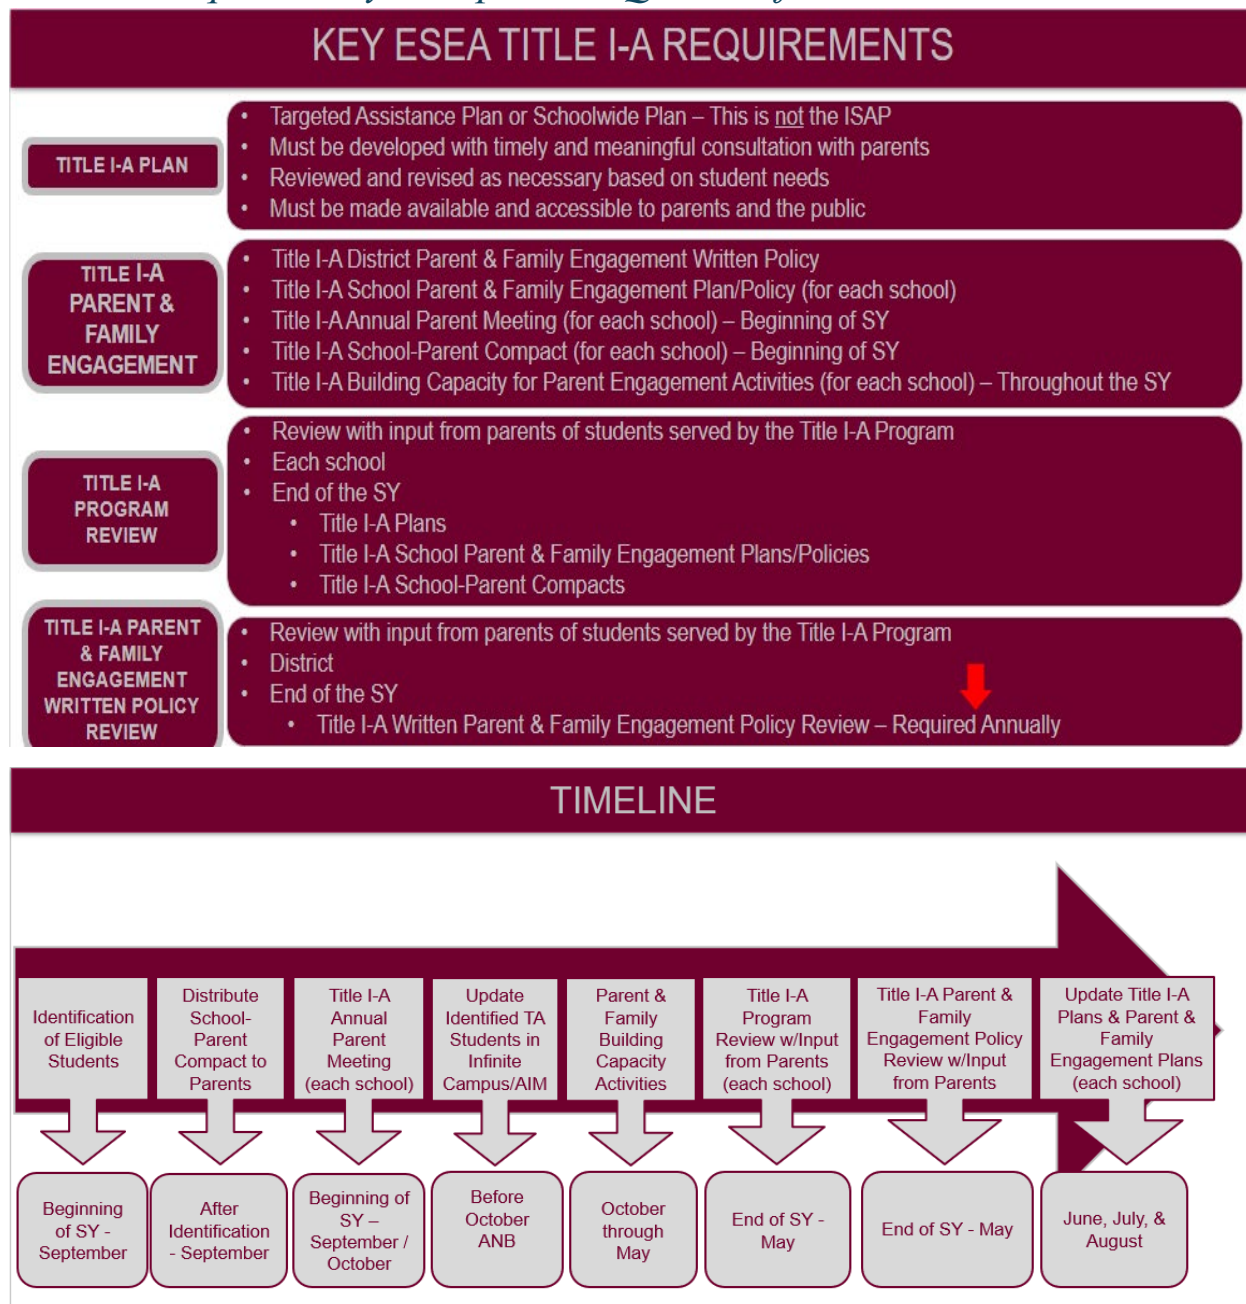 KEY ESEA TITLE I-A REQUIREMENTS
TITLE I-A PLAN
• Targeted Assistance Plan or Schoolwide Plan – This is not the ISAP
• Must be developed with timely and meaningful consultation with parents
• Reviewed and revised as necessary based on student needs
• Must be made available and accessible to parents and the public
TITLE I-A
PARENT &
FAMILY
ENGAGEMENT
• Title I-A District Parent & Family Engagement Written Policy
• Title I-A School Parent & Family Engagement Plan/Policy (for each school)
• Title I-A Annual Parent Meeting (for each school) – Beginning of SY
• Title I-A School-Parent Compact (for each school) – Beginning of SY
• Title I-A Building Capacity for Parent Engagement Activities (for each school) – Throughout the SY
TITLE I-A
PROGRAM
REVIEW
• Review with input from parents of students served by the Title I-A Program
• Each school
• End of the SY
• Title I-A Plans
• Title I-A School Parent & Family Engagement Plans/Policies
• Title I-A School-Parent Compacts
TITLE I-A PARENT
& FAMILY
ENGAGEMENT
WRITTEN POLICY
REVIEW
• Review with input from parents of students served by the Title I-A Program
• District
• End of the SY
• Title I-A Written Parent & Family Engagement Policy Review – Required Annually
TIMELINE
Identification
of Eligible
Students
Distribute
School-
Parent
Compact to
Parents
Title I-A
Annual
Parent
Meeting
(each school)
Update
Identified TA
Students in
Infinite
Campus/AIM
Parent &
Family
Building
Capacity
Activities
Title I-A
Program
Review w/Input
from Parents
(each school)
Title I-A Parent &
Family
Engagement Policy
Review w/Input
from Parents
Update Title I-A
Plans & Parent &
Family
Engagement Plans
(each school)
Beginning
of SY -
September
After
Identification
- September
Beginning of
SY –
September /
October
Before
October
ANB
October
through
May
End of SY -
May
End of SY - May
June, July, &
August